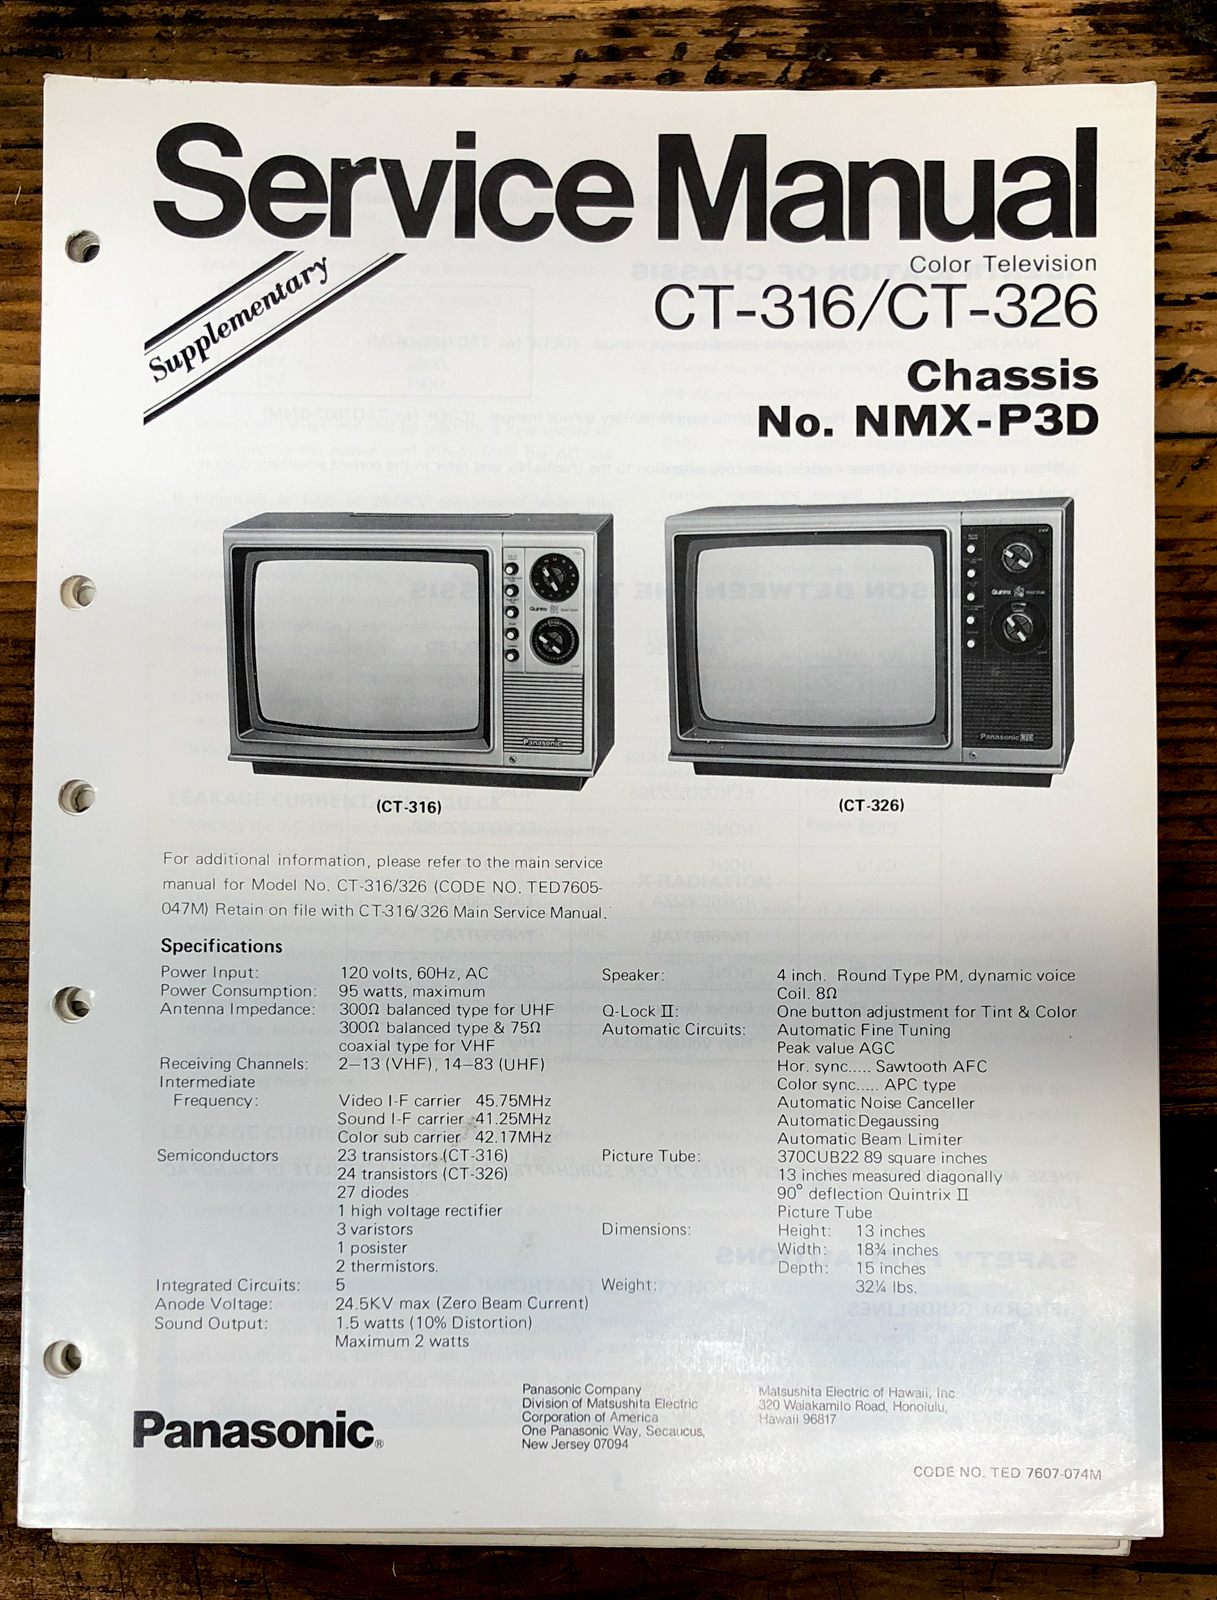 Service Manual
Supplementary
Color Television
CT-316/CT-326
Chassis
No. NMX-P3D
Quintrex
Panasonic
Quintrex
Panasonic
(CT-316)
(CT-326)
For additional information, please refer to the main service
manual for Model No. CT-316/326 (CODE NO. TED7605-
047M) Retain on file with CT-316/326 Main Service Manual.
Specifications
Power Input: 120 volts, 60Hz, AC
Power Consumption: 95 watts, maximum
Antenna Impedance: 300Ω balanced type for UHF
300Ω balanced type & 75Ω
coaxial type for VHF
Receiving Channels: 2–13 (VHF), 14–83 (UHF)
Intermediate
Frequency: Video I-F carrier 45.75MHz
Sound I-F carrier 41.25MHz
Color sub carrier 42.17MHz
Semiconductors 23 transistors (CT-316)
24 transistors (CT-326)
27 diodes
1 high voltage rectifier
3 varistors
1 posister
2 thermistors.
Integrated Circuits: 5
Anode Voltage: 24.5KV max (Zero Beam Current)
Sound Output: 1.5 watts (10% Distortion)
Maximum 2 watts
Speaker: 4 inch. Round Type PM, dynamic voice
Coil. 8Ω
Q-Lock II: One button adjustment for Tint & Color
Automatic Circuits: Automatic Fine Tuning
Peak value AGC
Hor. sync..... Sawtooth AFC
Color sync..... APC type
Automatic Noise Canceller
Automatic Degaussing
Automatic Beam Limiter
Picture Tube: 370CUB22 89 square inches
13 inches measured diagonally
90° deflection Quintrix II
Picture Tube
Dimensions: Height: 13 inches
Width: 18¾ inches
Depth: 15 inches
Weight: 32¼ lbs.
Panasonic®
Panasonic Company
Division of Matsushita Electric
Corporation of America
One Panasonic Way, Secaucus,
New Jersey 07094
Matsushita Electric of Hawaii, Inc.
320 Waiakamilo Road, Honolulu,
Hawaii 96817
CODE NO. TED 7607-074M